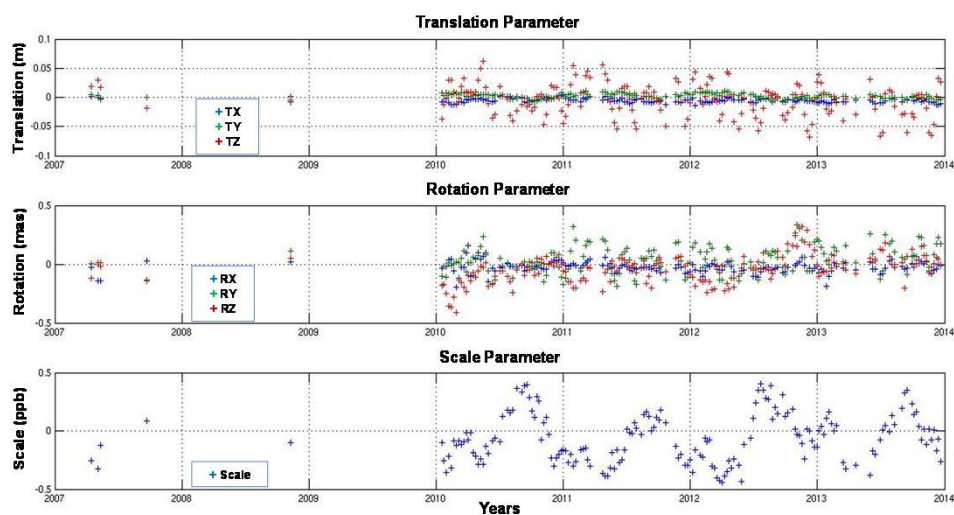 Translation Parameter
Translation (m)
0.1
0.05
0
-0.05
-0.1
TX
TY
TZ
2007 2008 2009 2010 2011 2012 2013 2014
Rotation Parameter
Rotation (mas)
0.5
0
-0.5
RX
RY
RZ
2007 2008 2009 2010 2011 2012 2013 2014
Scale Parameter
Scale (ppb)
0.5
0
-0.5
Scale
2007 2008 2009 2010 2011 2012 2013 2014
Years